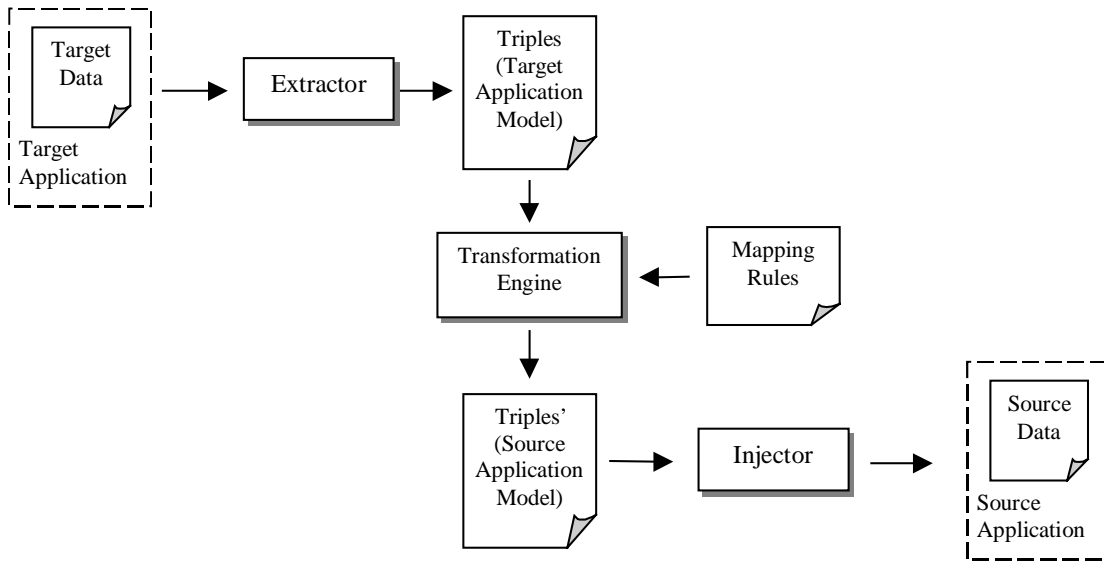 Target
Data
Target
Application
Extractor
Triples
(Target
Application
Model)
Transformation
Engine
Mapping
Rules
Triples’
(Source
Application
Model)
Injector
Source
Data
Source
Application